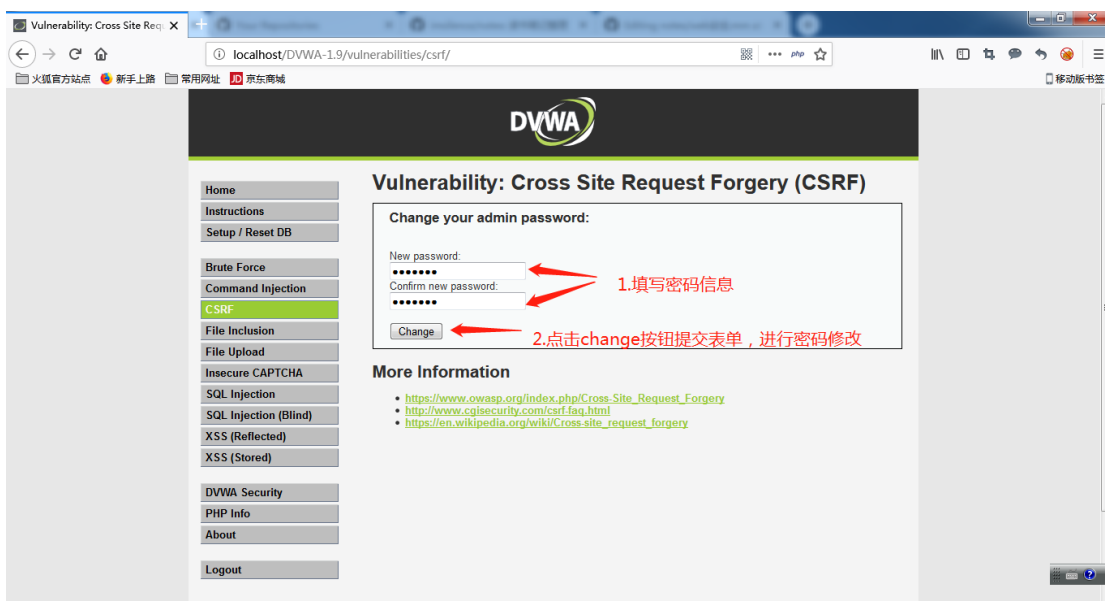 Vulnerability: Cross Site Req
localhost/DVWA-1.9/vulnerabilities/csrf/
php
火狐官方站点 新手上路 常用网址 JD 京东商城 移动版书签
DVWA
Home
Instructions
Setup / Reset DB
Brute Force
Command Injection
CSRF
File Inclusion
File Upload
Insecure CAPTCHA
SQL Injection
SQL Injection (Blind)
XSS (Reflected)
XSS (Stored)
DVWA Security
PHP Info
About
Logout
Vulnerability: Cross Site Request Forgery (CSRF)
Change your admin password:
New password:
•••••••
Confirm new password:
•••••••
Change
1.填写密码信息
2.点击change按钮提交表单，进行密码修改
More Information
• https://www.owasp.org/index.php/Cross-Site_Request_Forgery
• http://www.cgisecurity.com/csrf-faq.html
• https://en.wikipedia.org/wiki/Cross-site_request_forgery